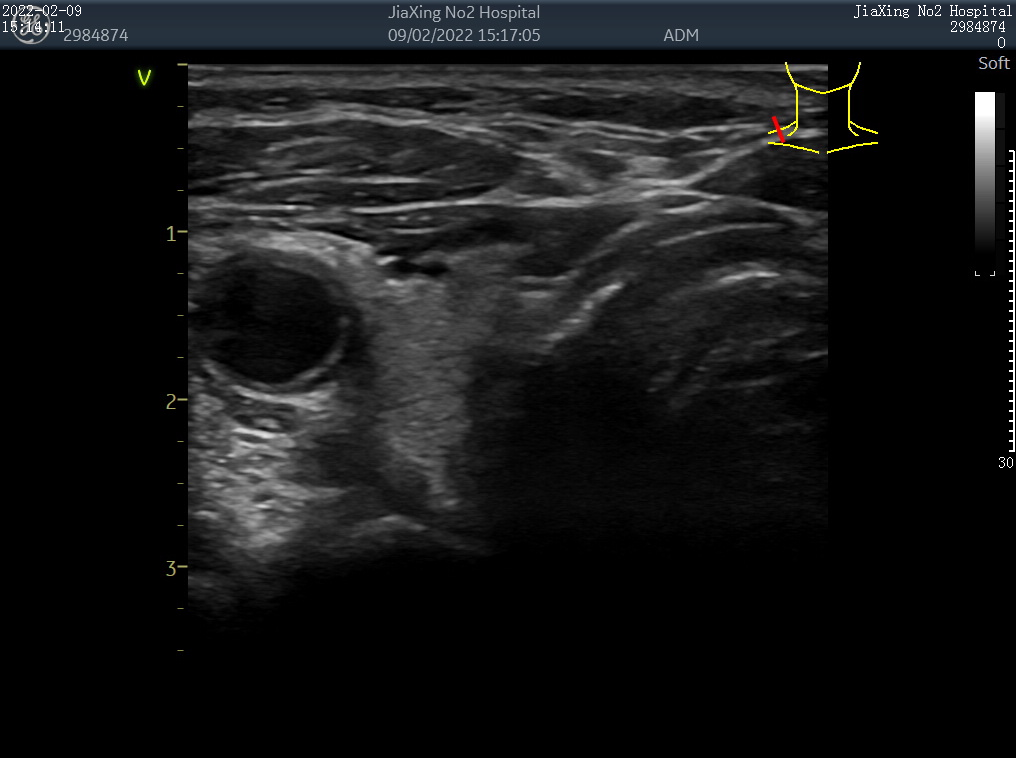 2022-02-09
15:14:11
2984874
JiaXing No2 Hospital
09/02/2022 15:17:05
ADM
JiaXing No2 Hospital
2984874
0
Soft
V
1
2
3
30